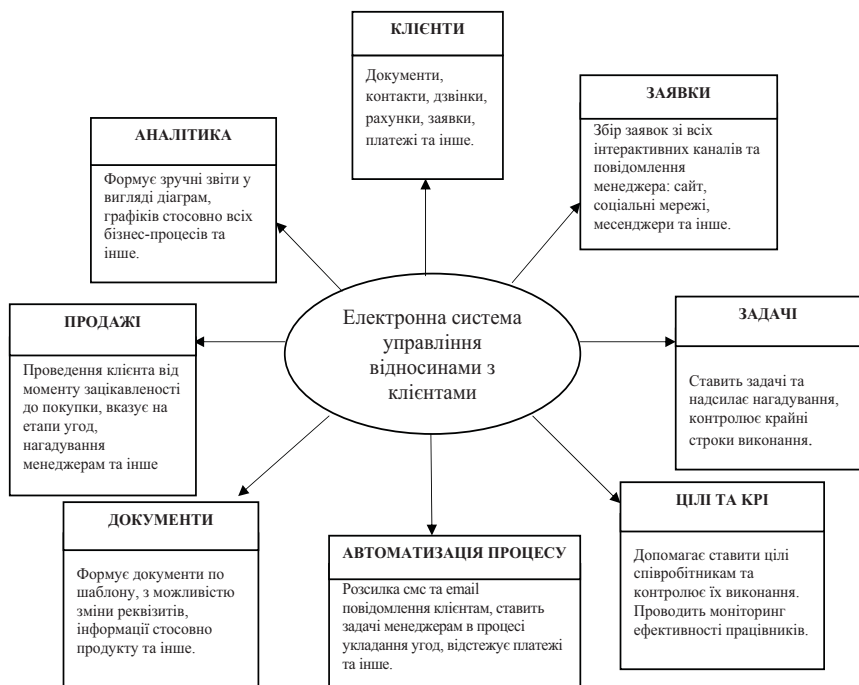 КЛІЄНТИ
Документи,
контакти, дзвінки,
рахунки, заявки,
платежі та інше.
ЗАЯВКИ
Збір заявок зі всіх
інтерактивних каналів та
повідомлення
менеджера: сайт,
соціальні мережі,
месенджери та інше.
АНАЛІТИКА
Формує зручні звіти у
вигляді діаграм,
графіків стосовно всіх
бізнес-процесів та
інше.
ПРОДАЖІ
Проведення клієнта від
моменту зацікавленості
до покупки, вказує на
етапи угод,
нагадування
менеджерам та інше
Електронна система
управління
відносинами з
клієнтами
ЗАДАЧІ
Ставить задачі та
надсилає нагадування,
контролює крайні
строки виконання.
ДОКУМЕНТИ
Формує документи по
шаблону, з можливістю
зміни реквізитів,
інформації стосовно
продукту та інше.
АВТОМАТИЗАЦІЯ ПРОЦЕСУ
Розсилка смс та email
повідомлення клієнтам, ставить
задачі менеджерам в процесі
укладання угод, відстежує платежі
та інше.
ЦІЛІ ТА KPI
Допомагає ставити цілі
співробітникам та
контролює їх виконання.
Проводить моніторинг
ефективності працівників.